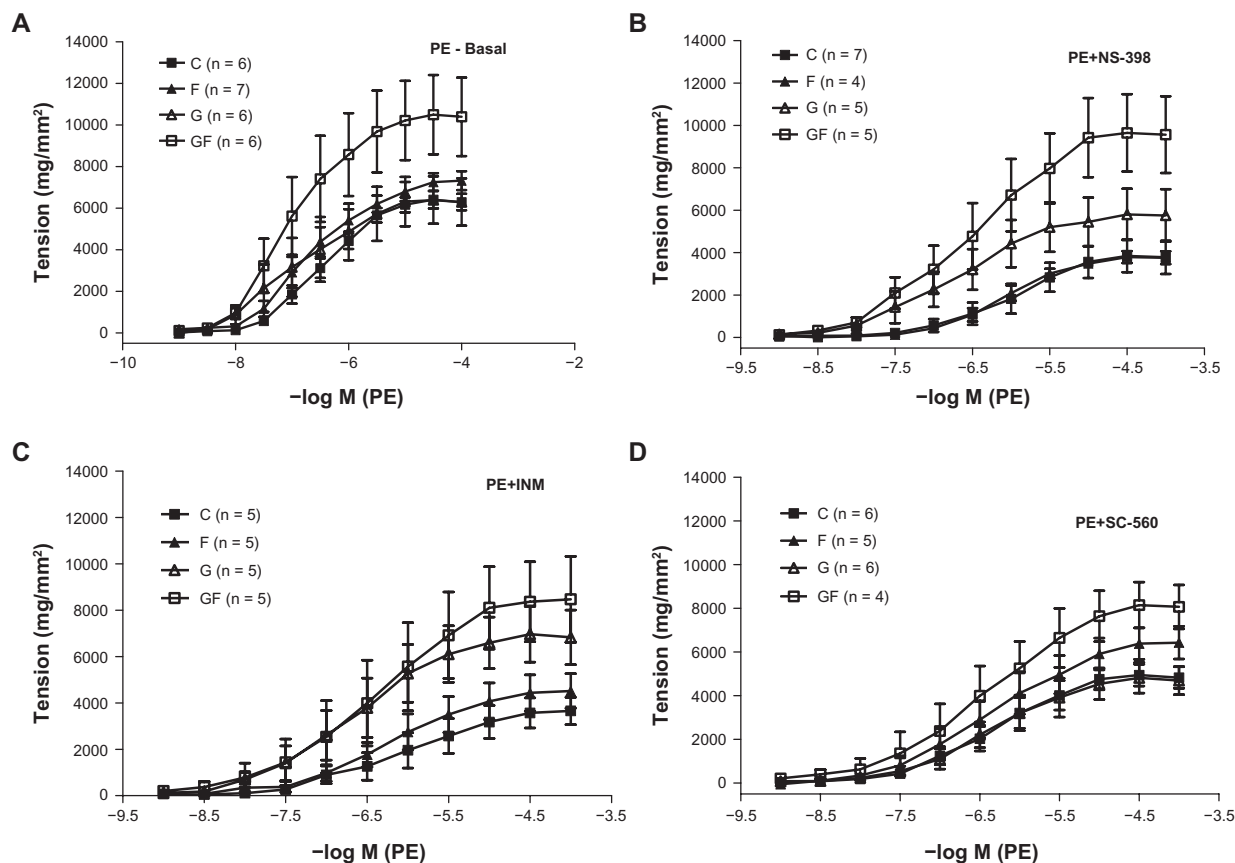 A
PE - Basal
C (n = 6)
F (n = 7)
G (n = 6)
GF (n = 6)
Tension (mg/mm²)
14000
12000
10000
8000
6000
4000
2000
0
−10 −8 −6 −4 −2
−log M (PE)
B
PE+NS-398
C (n = 7)
F (n = 4)
G (n = 5)
GF (n = 5)
Tension (mg/mm²)
14000
12000
10000
8000
6000
4000
2000
0
−9.5 −8.5 −7.5 −6.5 −5.5 −4.5 −3.5
−log M (PE)
C
PE+INM
C (n = 5)
F (n = 5)
G (n = 5)
GF (n = 5)
Tension (mg/mm²)
14000
12000
10000
8000
6000
4000
2000
0
−9.5 −8.5 −7.5 −6.5 −5.5 −4.5 −3.5
−log M (PE)
D
PE+SC-560
C (n = 6)
F (n = 5)
G (n = 6)
GF (n = 4)
Tension (mg/mm²)
14000
12000
10000
8000
6000
4000
2000
0
−9.5 −8.5 −7.5 −6.5 −5.5 −4.5 −3.5
−log M (PE)